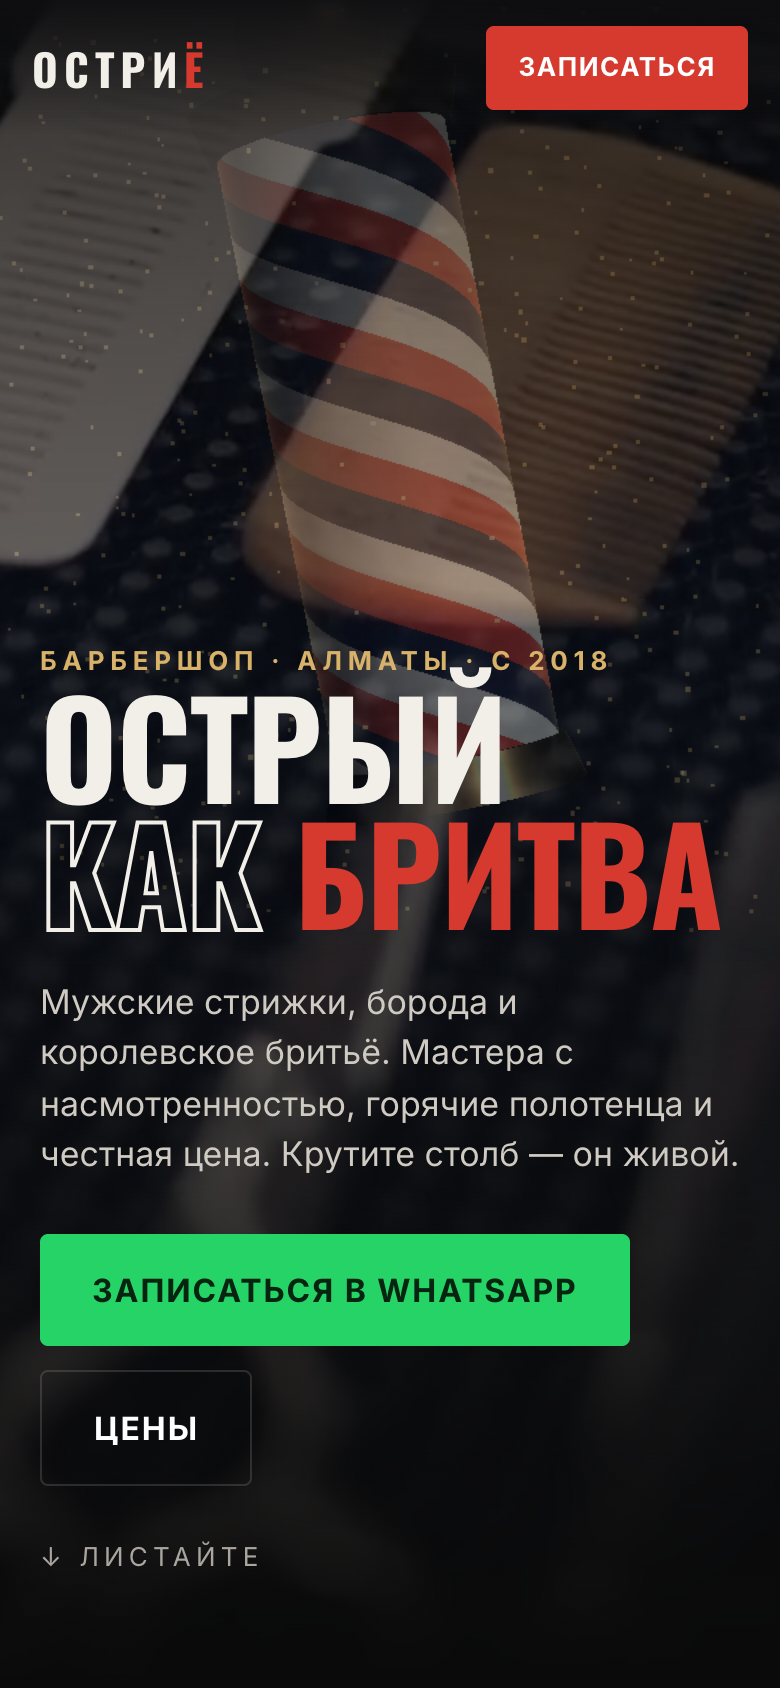 ОСТРИЁ
ЗАПИСАТЬСЯ
БАРБЕРШОП · АЛМАТЫ · С 2018
ОСТРЫЙ
КАК БРИТВА
Мужские стрижки, борода и
королевское бритьё. Мастера с
насмотренностью, горячие полотенца и
честная цена. Крутите столб — он живой.
ЗАПИСАТЬСЯ В WHATSAPP
ЦЕНЫ
↓ ЛИСТАЙТЕ